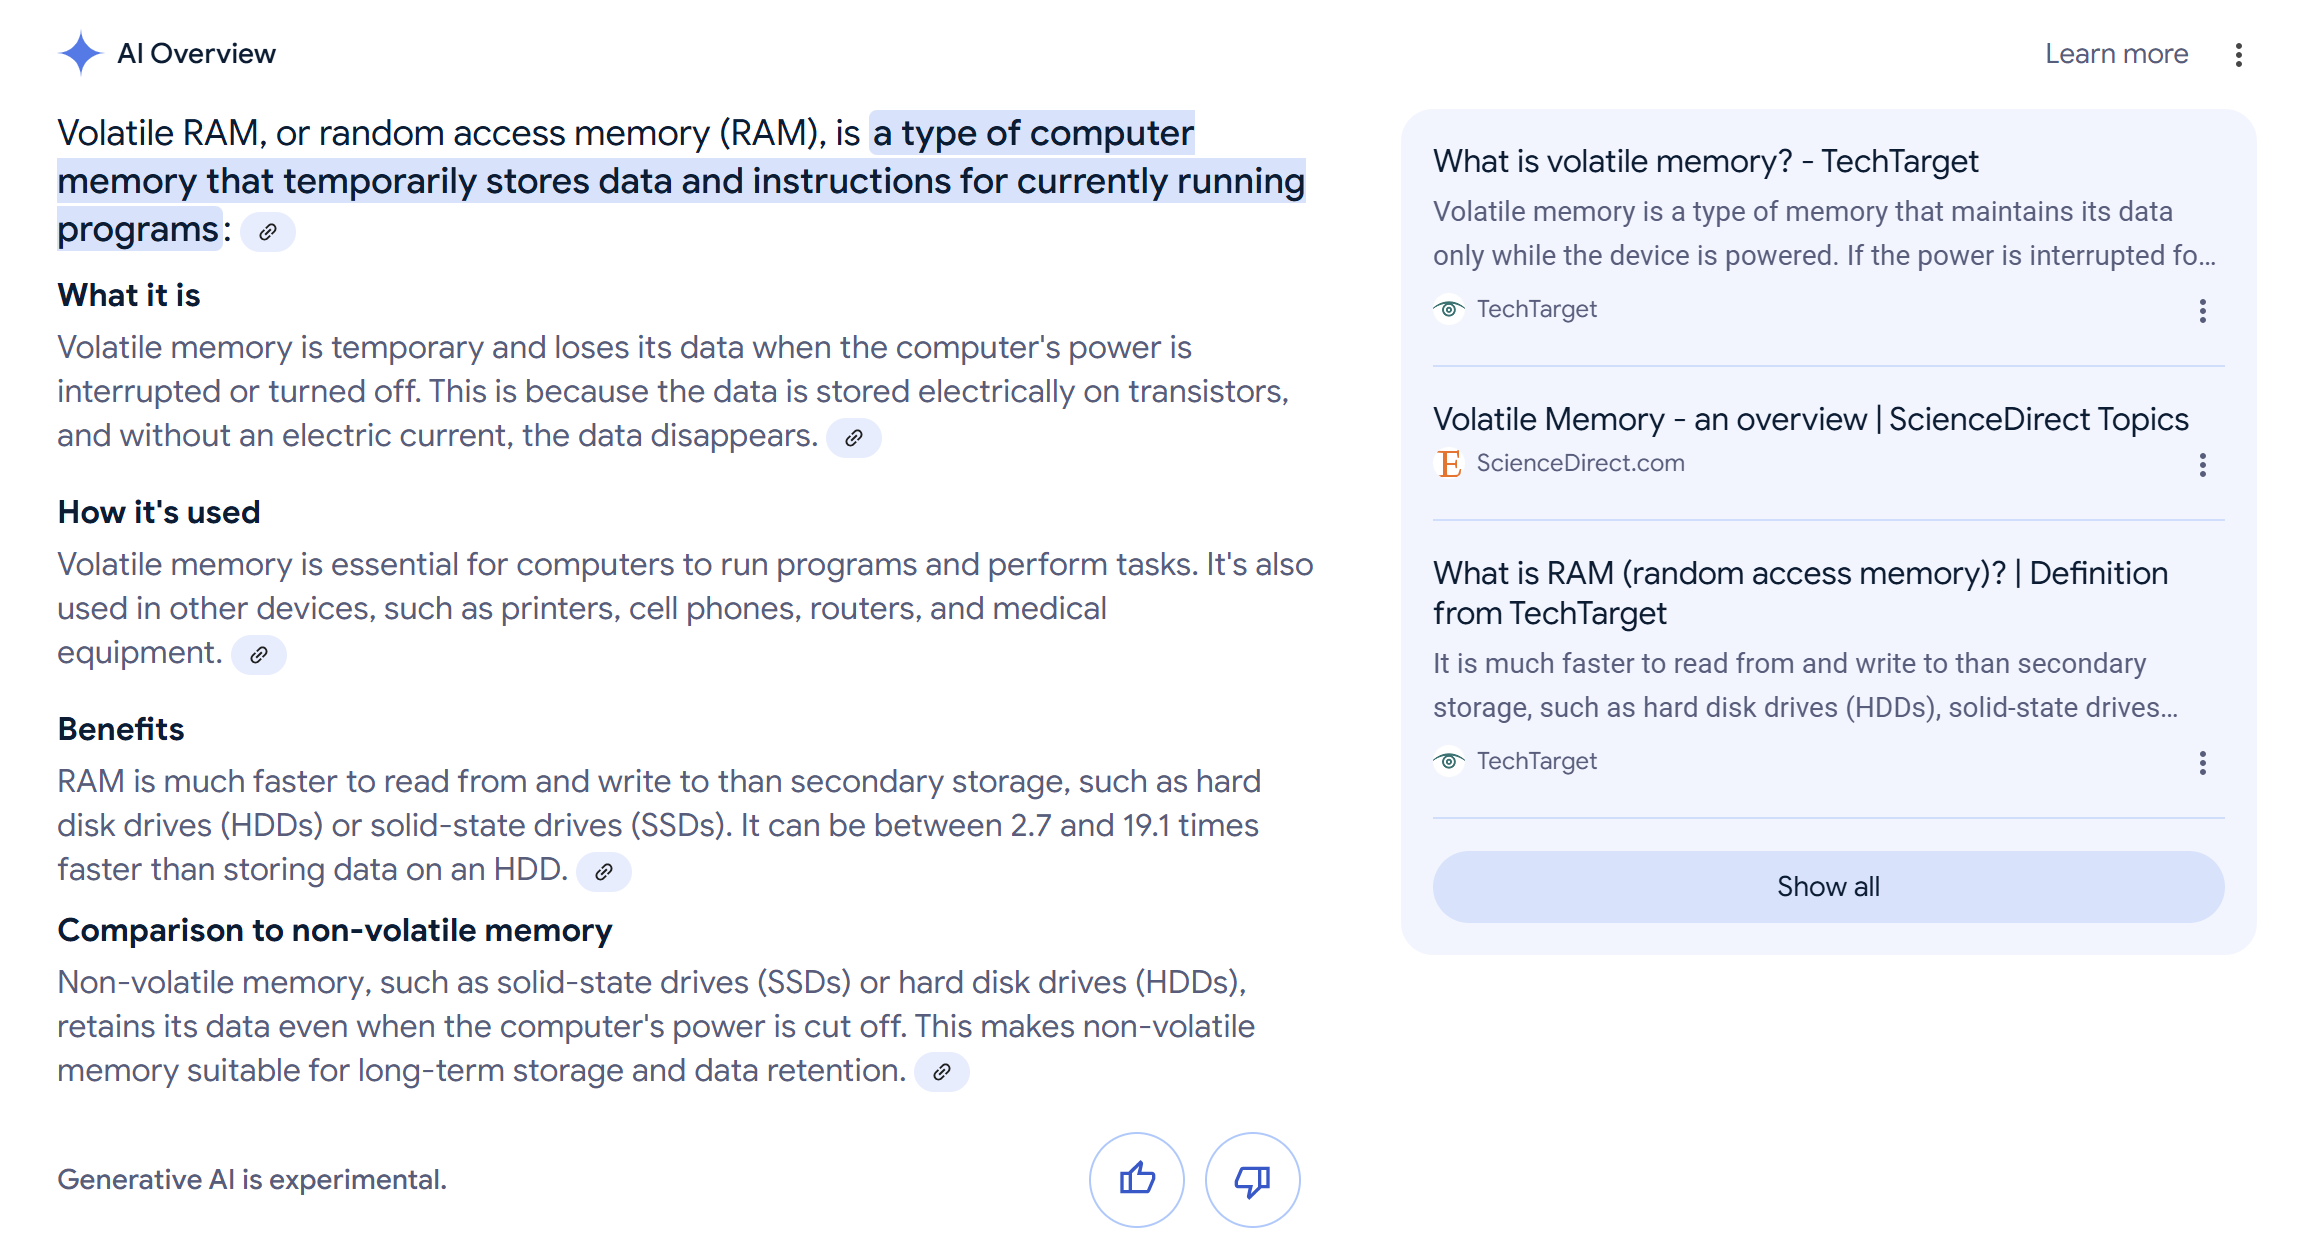 AI Overview
Learn more
Volatile RAM, or random access memory (RAM), is a type of computer
memory that temporarily stores data and instructions for currently running
programs:
What it is
Volatile memory is temporary and loses its data when the computer's power is
interrupted or turned off. This is because the data is stored electrically on transistors,
and without an electric current, the data disappears.
How it's used
Volatile memory is essential for computers to run programs and perform tasks. It's also
used in other devices, such as printers, cell phones, routers, and medical
equipment.
Benefits
RAM is much faster to read from and write to than secondary storage, such as hard
disk drives (HDDs) or solid-state drives (SSDs). It can be between 2.7 and 19.1 times
faster than storing data on an HDD.
Comparison to non-volatile memory
Non-volatile memory, such as solid-state drives (SSDs) or hard disk drives (HDDs),
retains its data even when the computer's power is cut off. This makes non-volatile
memory suitable for long-term storage and data retention.
Generative AI is experimental.
What is volatile memory? - TechTarget
Volatile memory is a type of memory that maintains its data
only while the device is powered. If the power is interrupted fo...
TechTarget
Volatile Memory - an overview | ScienceDirect Topics
E ScienceDirect.com
What is RAM (random access memory)? | Definition
from TechTarget
It is much faster to read from and write to than secondary
storage, such as hard disk drives (HDDs), solid-state drives...
TechTarget
Show all